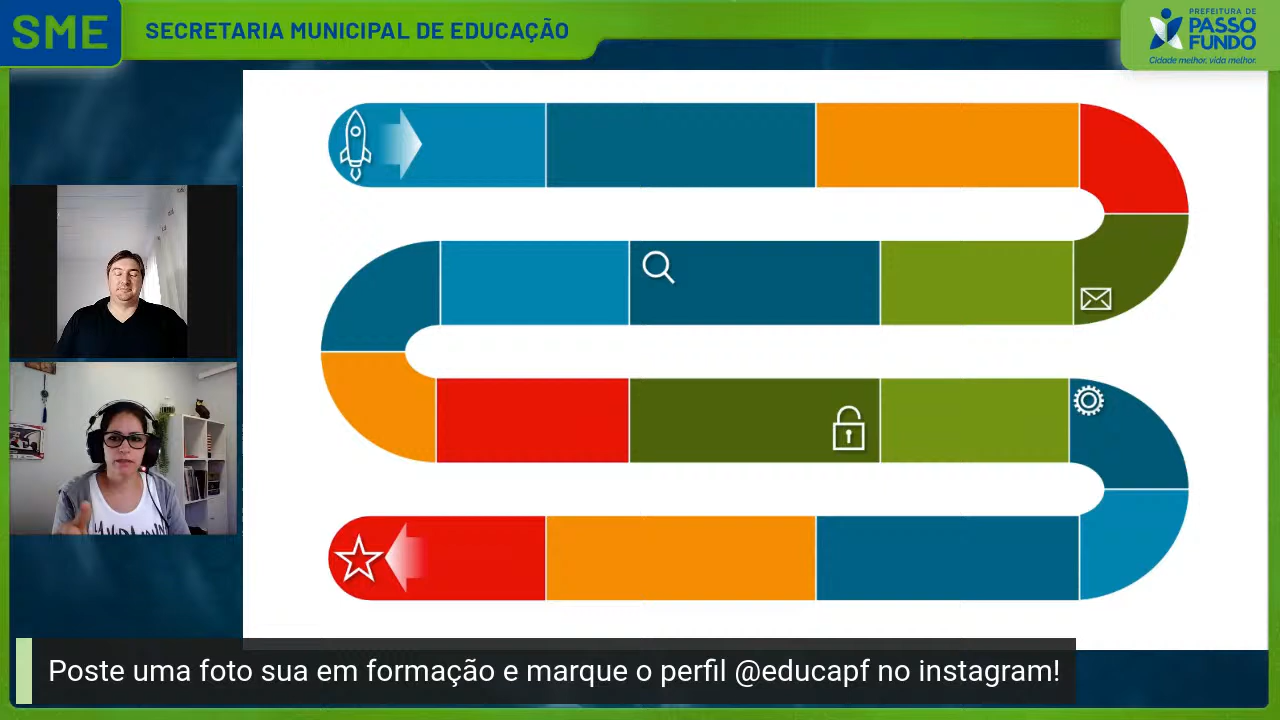 SME
SECRETARIA MUNICIPAL DE EDUCAÇÃO
PREFEITURA DE
PASSO
FUNDO
Cidade melhor, vida melhor.
Poste uma foto sua em formação e marque o perfil @educapf no instagram!